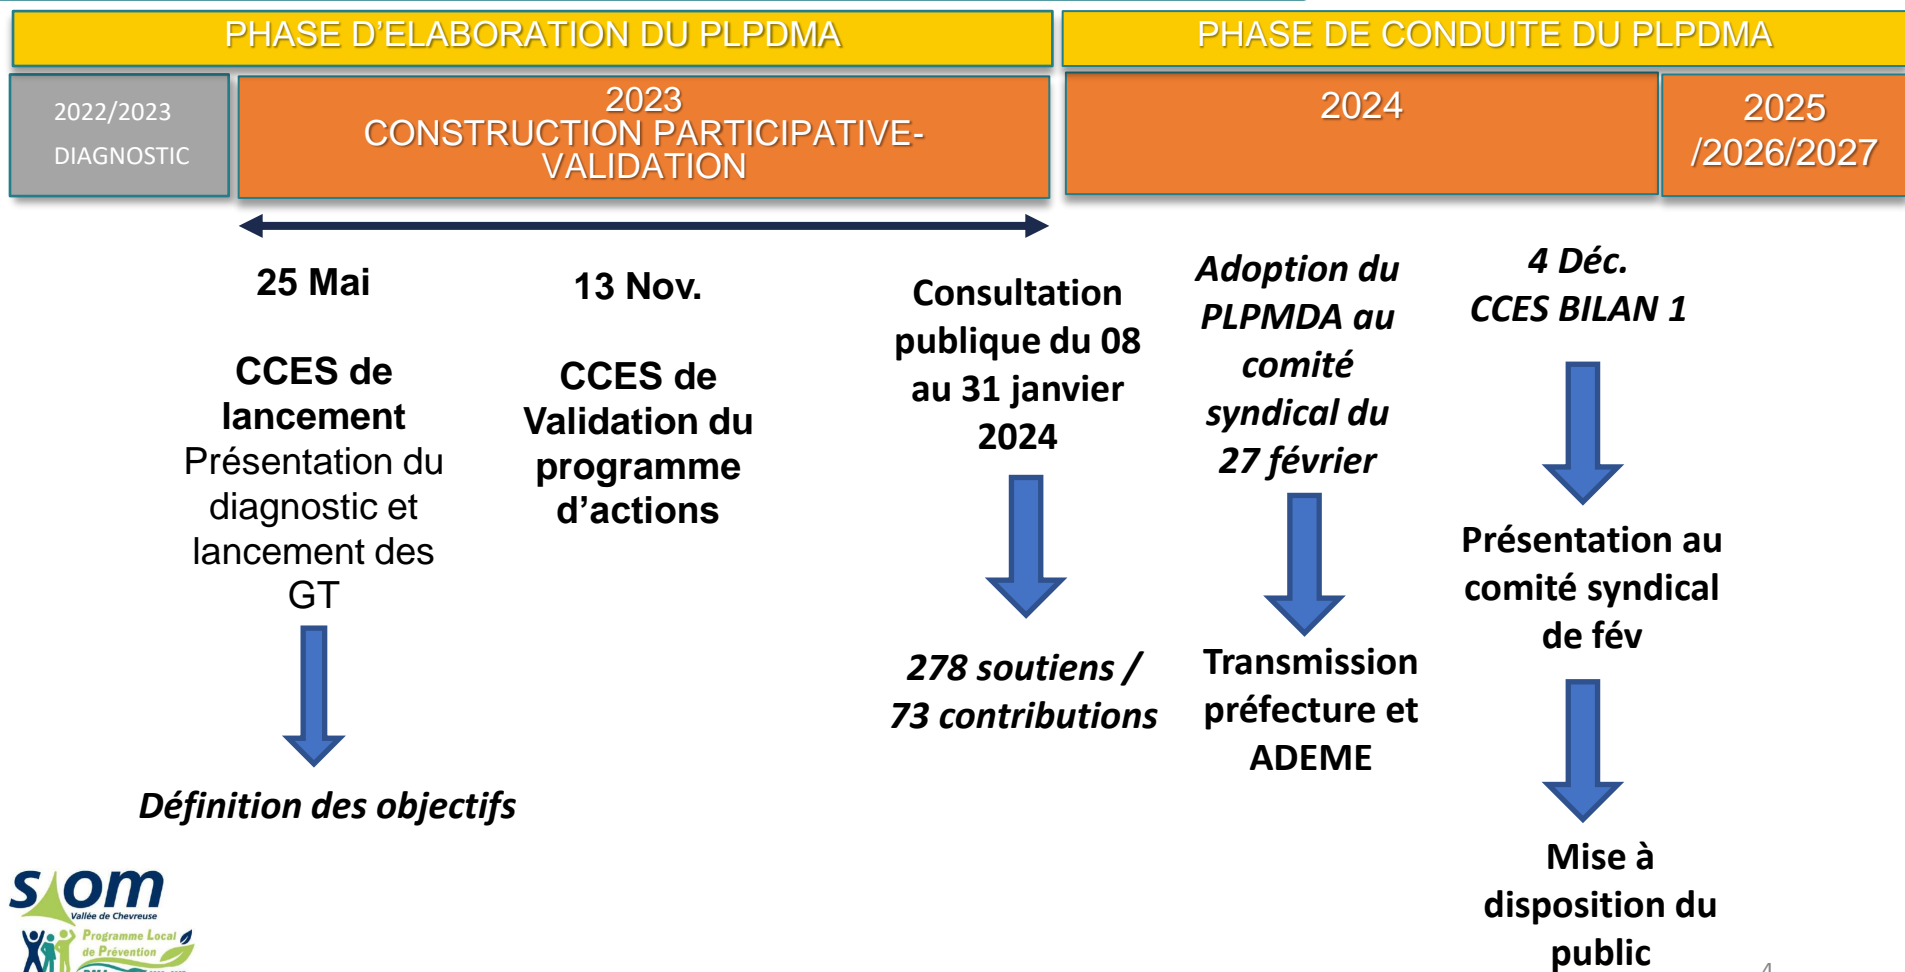 PHASE D'ELABORATION DU PLPDMA
PHASE DE CONDUITE DU PLPDMA
2022/2023
DIAGNOSTIC
2023
CONSTRUCTION PARTICIPATIVE-
VALIDATION
2024
2025
/2026/2027
25 Mai
CCES de
lancement
Présentation du
diagnostic et
lancement des
GT
Définition des objectifs
13 Nov.
CCES de
Validation du
programme
d'actions
Consultation
publique du 08
au 31 janvier
2024
278 soutiens /
73 contributions
Adoption du
PLPMDA au
comité
syndical du
27 février
Transmission
préfecture et
ADEME
4 Déc.
CCES BILAN 1
Présentation au
comité syndical
de fév
Mise à
disposition du
public
siom
Vallée de Chevreuse
Programme Local
de Prévention